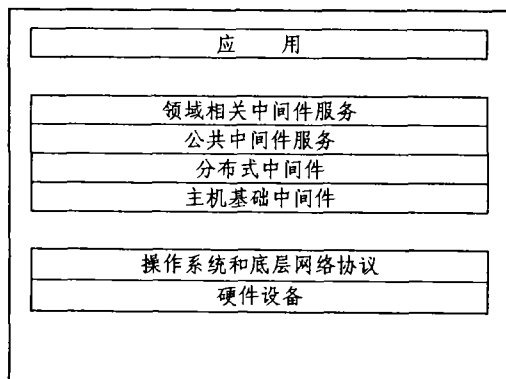 应 用
领域相关中间件服务
公共中间件服务
分布式中间件
主机基础中间件
操作系统和底层网络协议
硬件设备